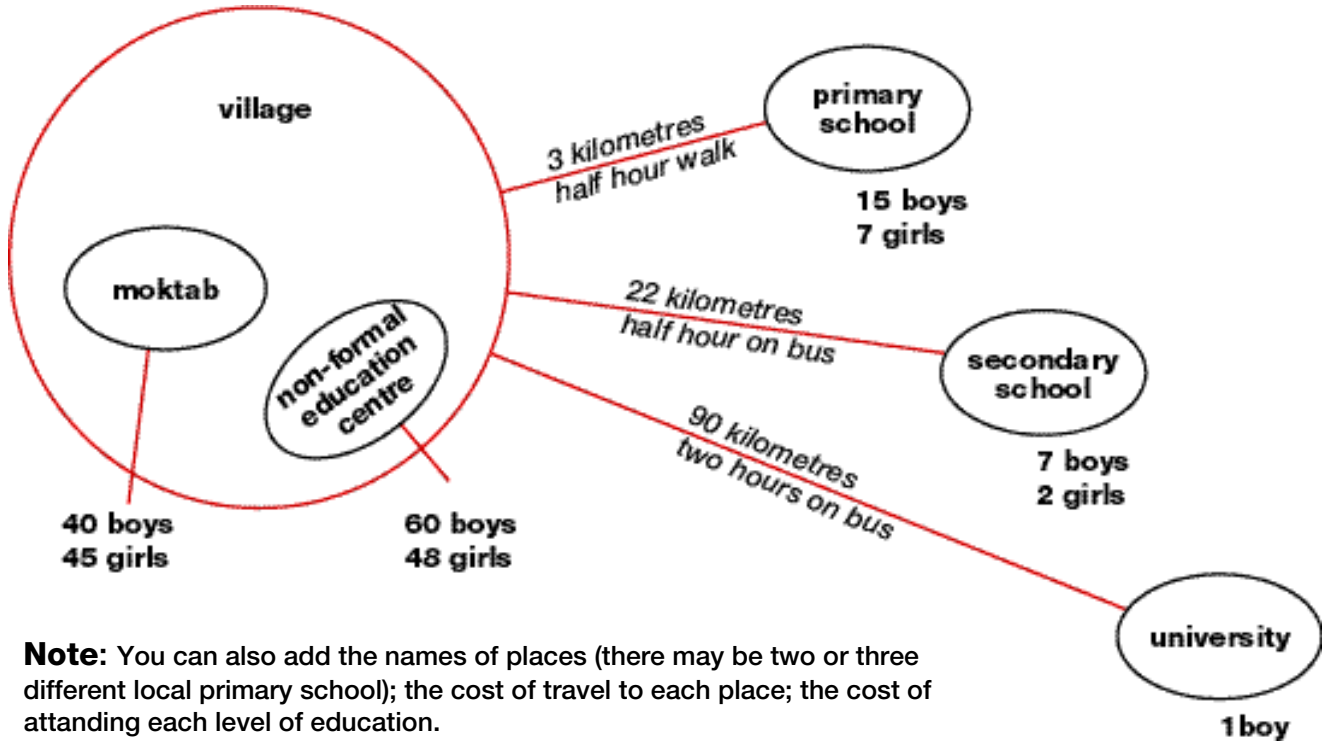 village
moktab
non-formal
education
centre
40 boys
45 girls
60 boys
48 girls
3 kilometres
half hour walk
primary
school
15 boys
7 girls
22 kilometres
half hour on bus
secondary
school
7 boys
2 girls
90 kilometres
two hours on bus
university
1boy
Note: You can also add the names of places (there may be two or three
different local primary school); the cost of travel to each place; the cost of
attanding each level of education.